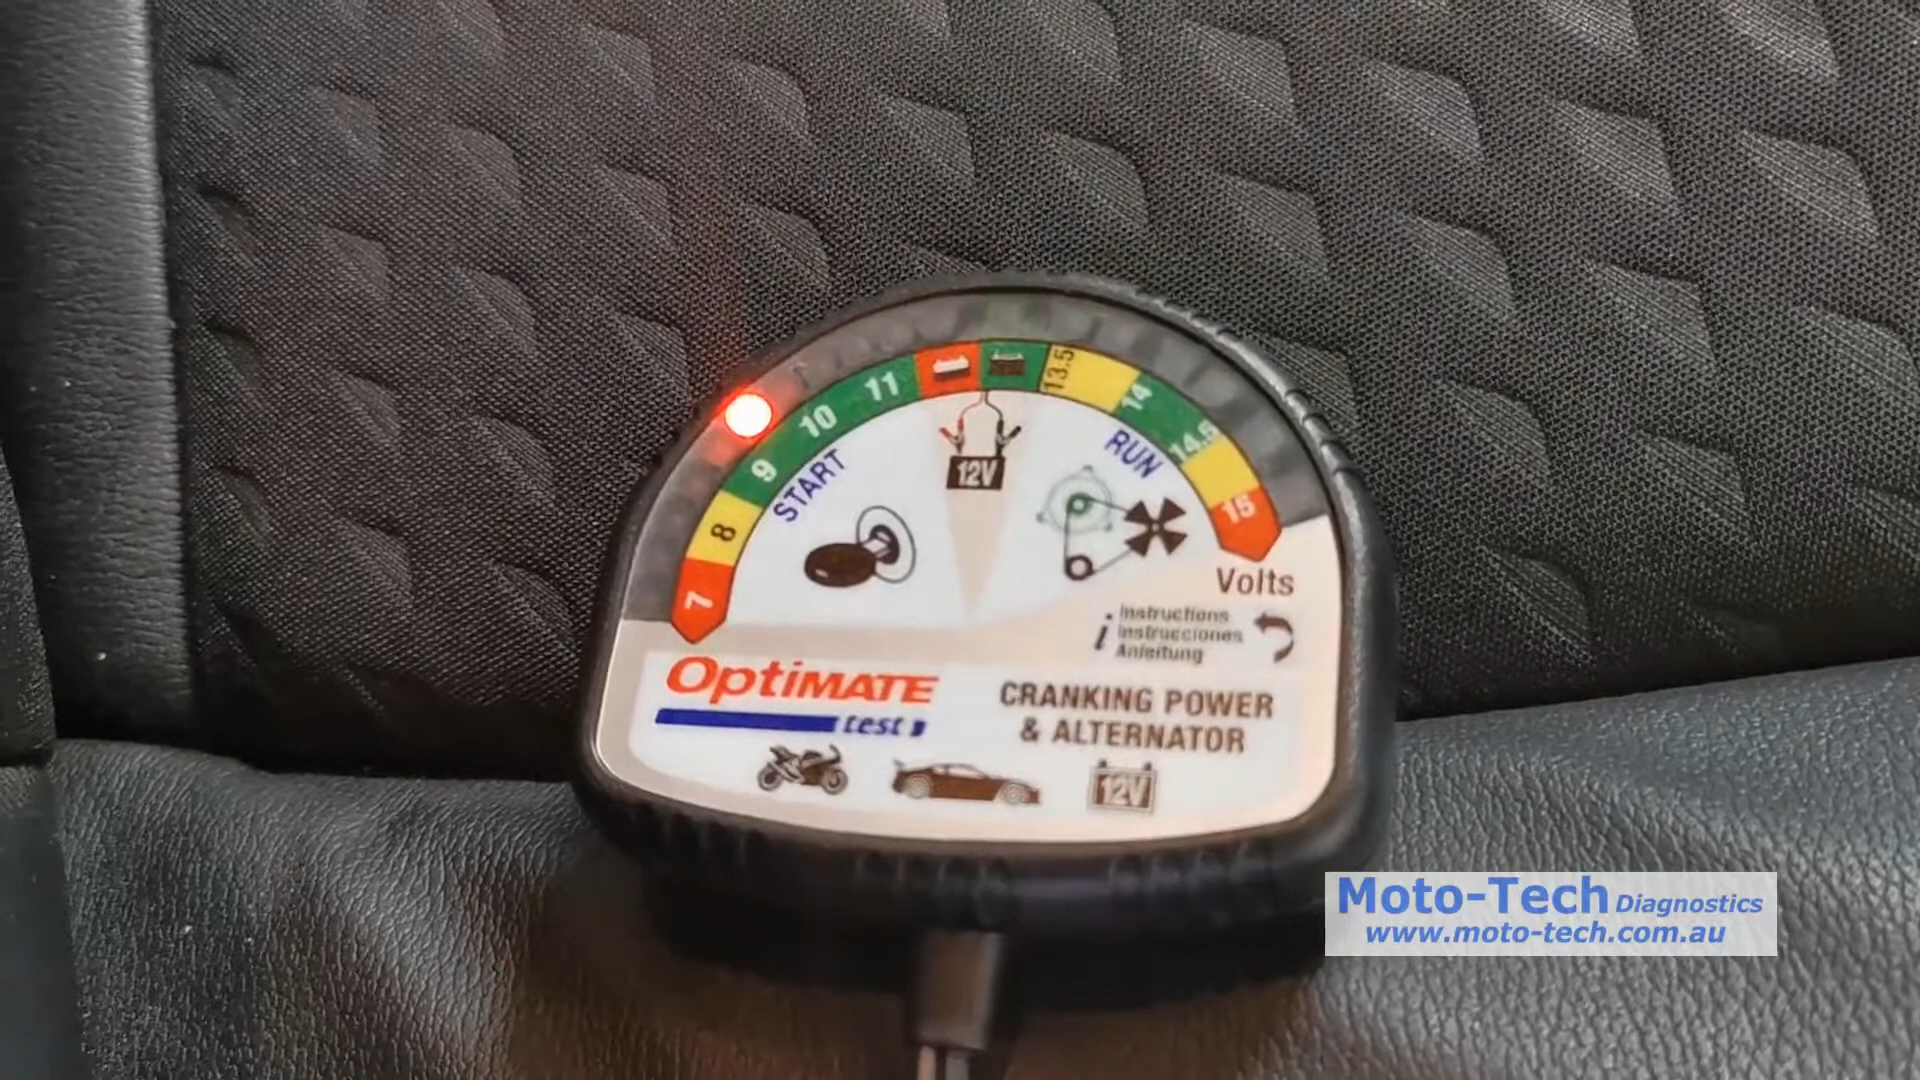 7
8
9
10
11
13.5
14
14.5
15
START
12V
RUN
Volts
i
Instructions
Instrucciones
Anleitung
OptiMATE
test
CRANKING POWER
& ALTERNATOR
12V
Moto-Tech Diagnostics
www.moto-tech.com.au